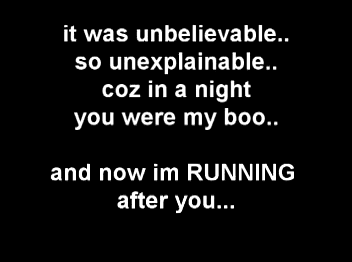 it was unbelievable..
so unexplainable..
coz in a night
you were my boo..
and now im RUNNING
after you...